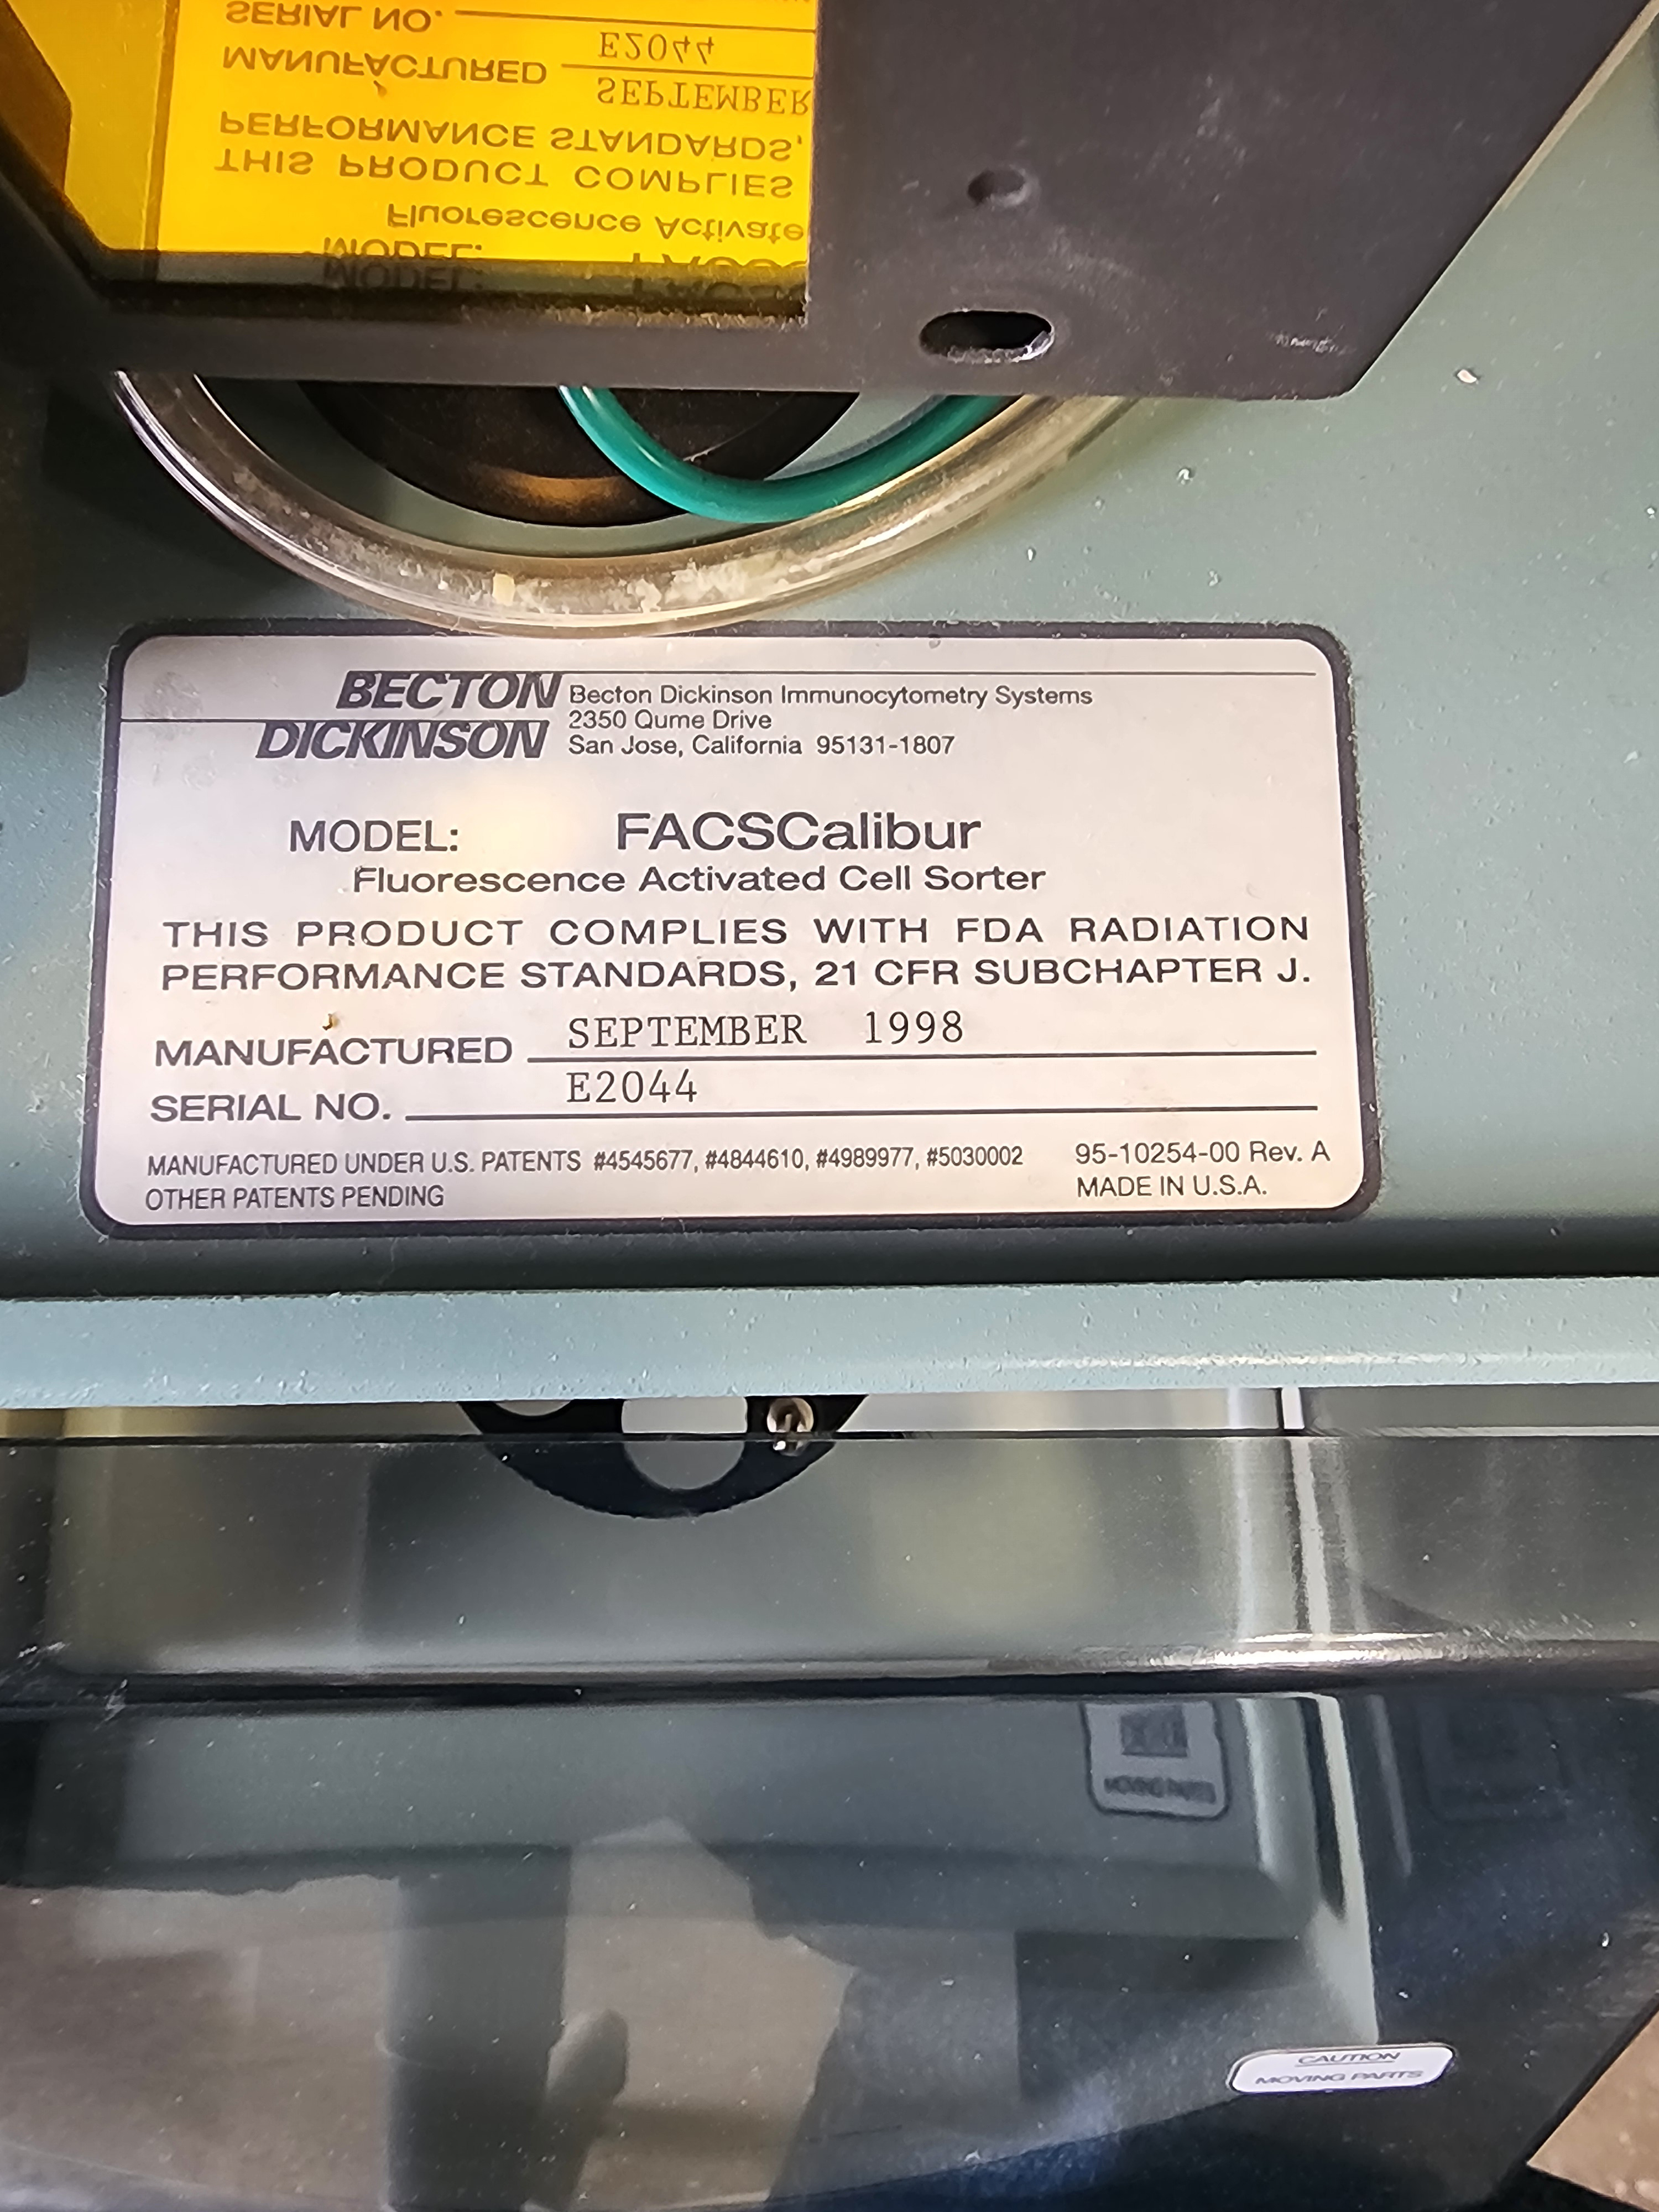 SERIAL NO.
E2044
MANUFACTURED
SEPTEMBER
PERFORMANCE STANDARDS,
THIS PRODUCT COMPLIES
Fluorescence Activate
MODEL:
BECTON
DICKINSON
Becton Dickinson Immunocytometry Systems
2350 Qume Drive
San Jose, California 95131-1807
MODEL: FACSCalibur
Fluorescence Activated Cell Sorter
THIS PRODUCT COMPLIES WITH FDA RADIATION
PERFORMANCE STANDARDS, 21 CFR SUBCHAPTER J.
MANUFACTURED SEPTEMBER 1998
SERIAL NO. E2044
MANUFACTURED UNDER U.S. PATENTS #4545677, #4844610, #4989977, #5030002
OTHER PATENTS PENDING
95-10254-00 Rev. A
MADE IN U.S.A.
MOVING PARTS
CAUTION
MOVING PARTS